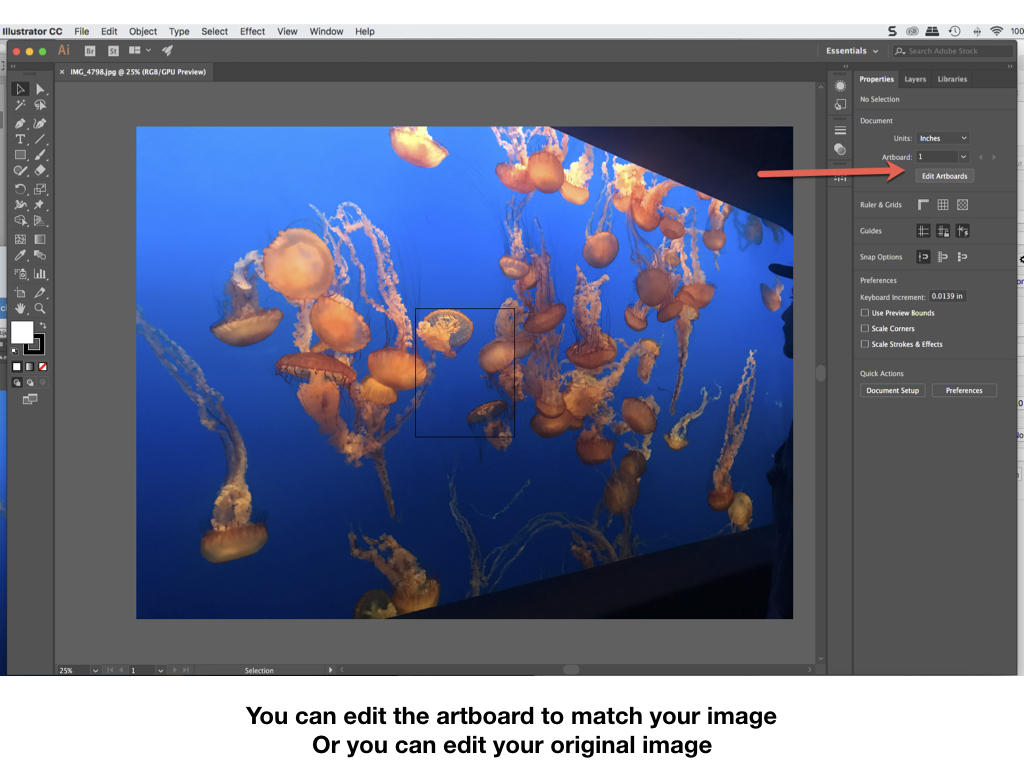 Illustrator CC File Edit Object Type Select Effect View Window Help
Ai Br St Essentials Search Adobe Stock
× IMG_4798.jpg @ 25% (RGB/GPU Preview)
Properties Layers Libraries
No Selection
Document
Units: Inches
Artboard: 1
Edit Artboards
Ruler & Grids
Guides
Snap Options
Preferences
Keyboard Increment: 0.0139 in
Use Preview Bounds
Scale Corners
Scale Strokes & Effects
Quick Actions
Document Setup Preferences
25% 1 Selection
You can edit the artboard to match your image
Or you can edit your original image